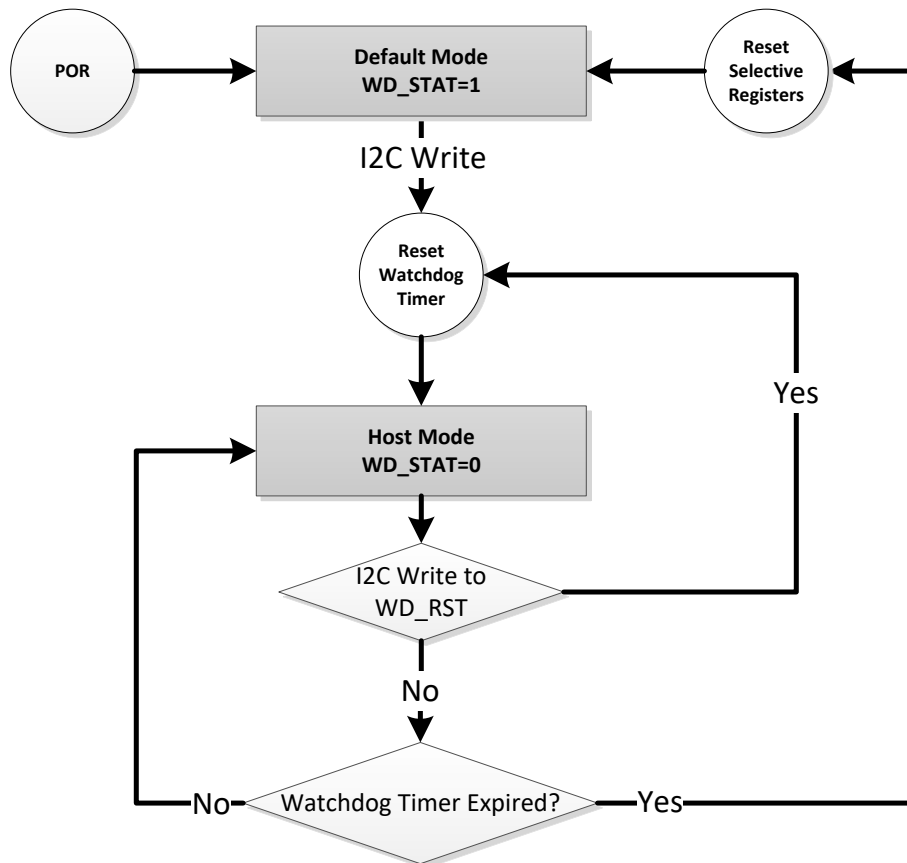 POR
Default Mode
WD_STAT=1
Reset
Selective
Registers
I2C Write
Reset
Watchdog
Timer
Yes
Host Mode
WD_STAT=0
I2C Write to
WD_RST
No
No
Watchdog Timer Expired?
Yes